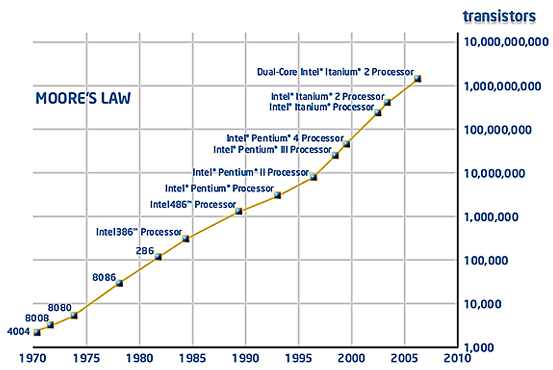 transistors
10,000,000,000
Dual-Core Intel® Itanium® 2 Processor
1,000,000,000
MOORE'S LAW
Intel® Itanium® 2 Processor
Intel® Itanium® Processor
100,000,000
Intel® Pentium® 4 Processor
Intel® Pentium® III Processor
10,000,000
Intel® Pentium® II Processor
Intel® Pentium® Processor
Intel486™ Processor
1,000,000
Intel386™ Processor
286
100,000
8086
10,000
8080
8008
4004
1,000
1970 1975 1980 1985 1990 1995 2000 2005 2010